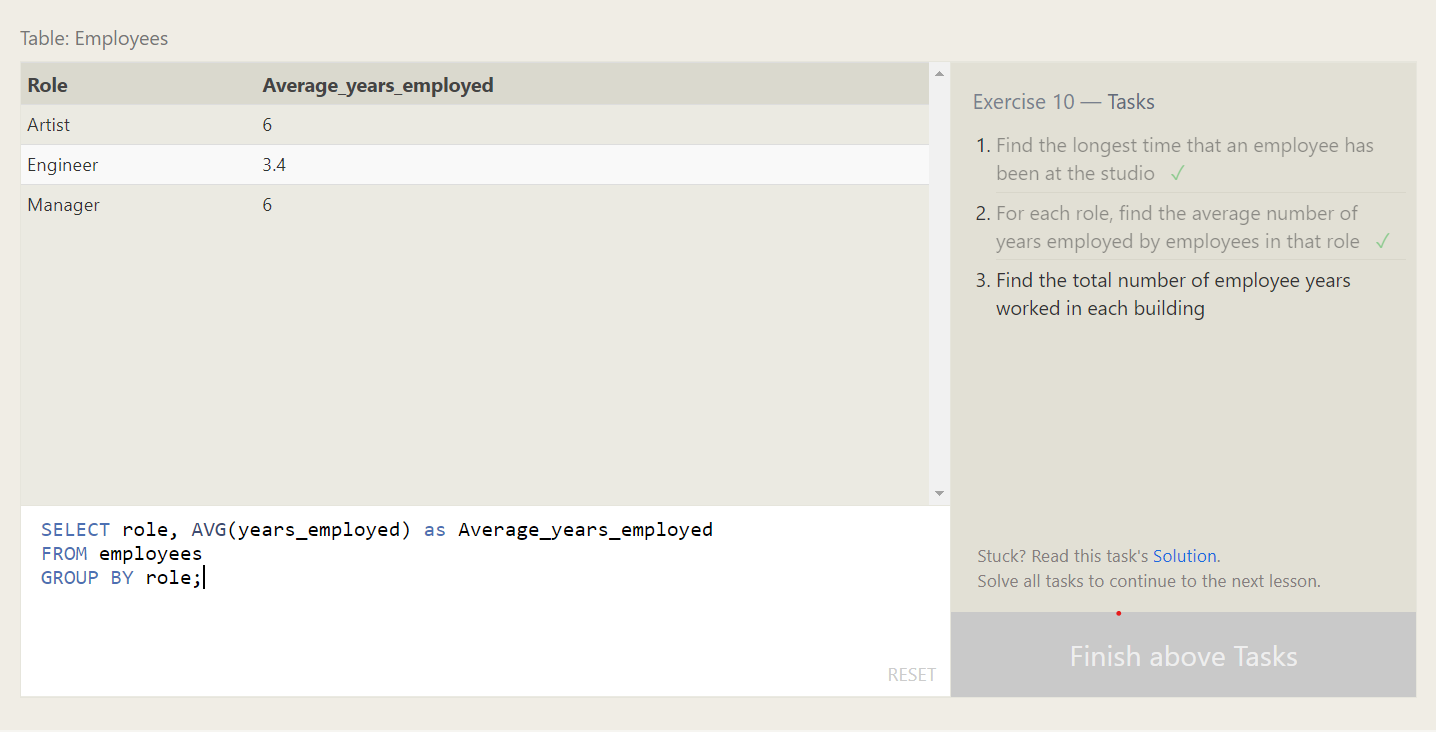 Table: Employees
Role Average_years_employed
Artist 6
Engineer 3.4
Manager 6
SELECT role, AVG(years_employed) as Average_years_employed
FROM employees
GROUP BY role;
RESET
Exercise 10 — Tasks
1. Find the longest time that an employee has
been at the studio ✓
2. For each role, find the average number of
years employed by employees in that role ✓
3. Find the total number of employee years
worked in each building
Stuck? Read this task's Solution.
Solve all tasks to continue to the next lesson.
Finish above Tasks